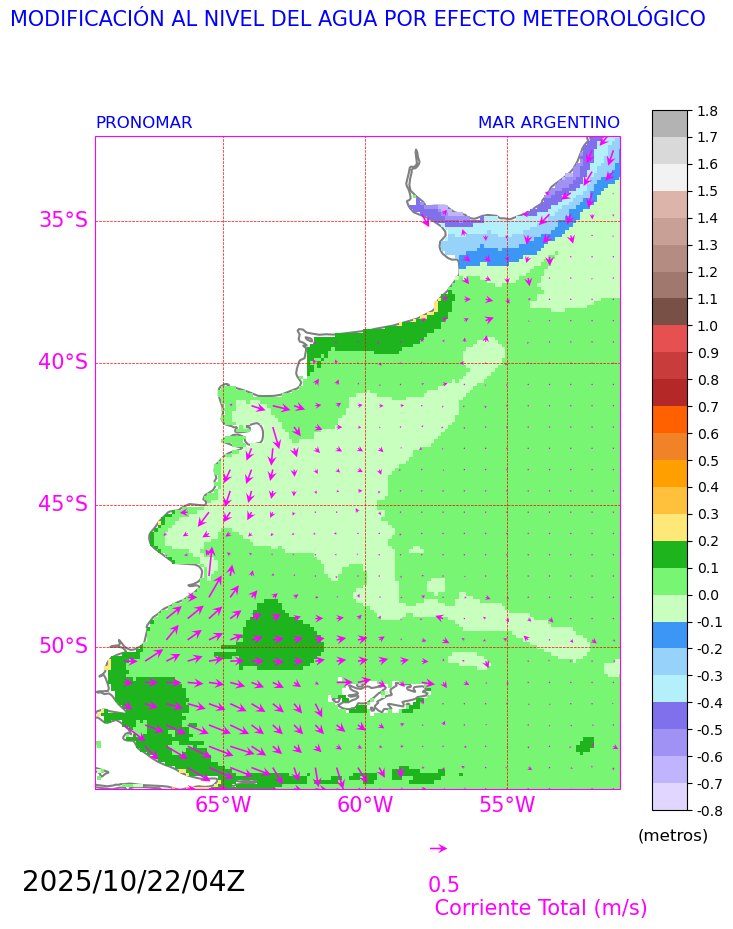 MODIFICACIÓN AL NIVEL DEL AGUA POR EFECTO METEOROLÓGICO
PRONOMAR
MAR ARGENTINO
35°S
40°S
45°S
50°S
65°W
60°W
55°W
1.8
1.7
1.6
1.5
1.4
1.3
1.2
1.1
1.0
0.9
0.8
0.7
0.6
0.5
0.4
0.3
0.2
0.1
0.0
-0.1
-0.2
-0.3
-0.4
-0.5
-0.6
-0.7
-0.8
(metros)
2025/10/22/04Z
0.5
Corriente Total (m/s)